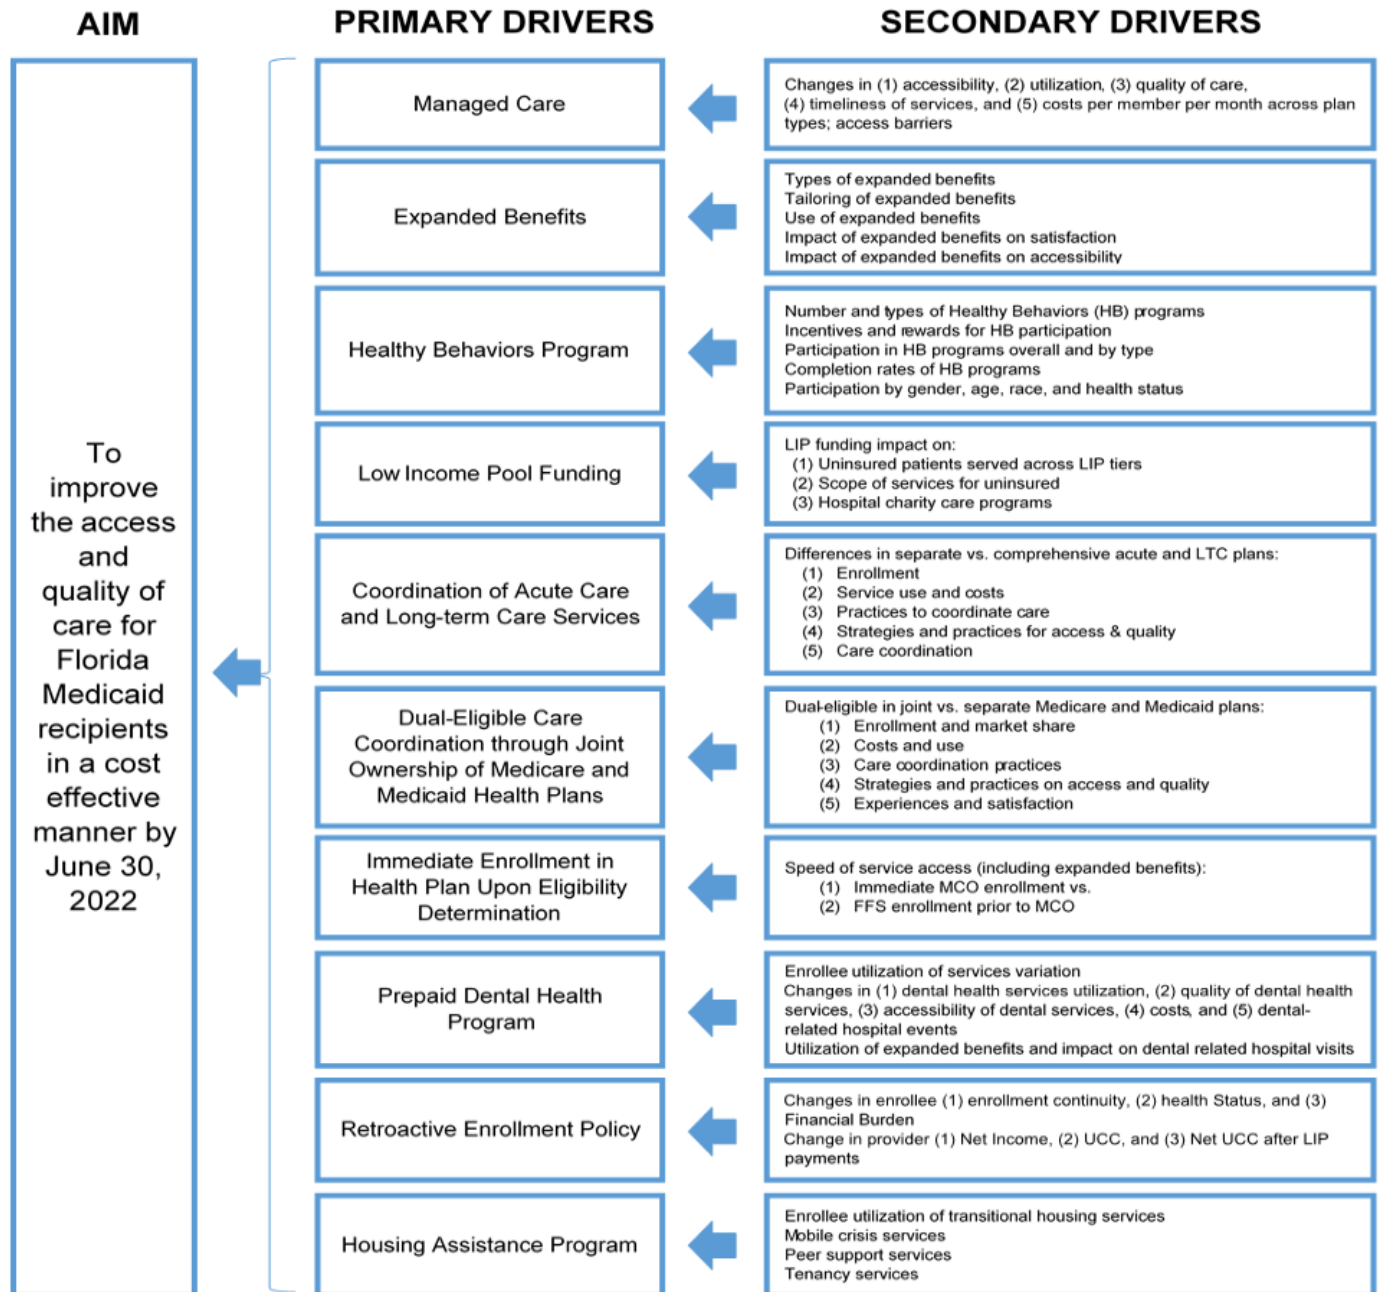 AIM
PRIMARY DRIVERS
SECONDARY DRIVERS
To
improve
the access
and
quality of
care for
Florida
Medicaid
recipients
in a cost
effective
manner by
June 30,
2022
Managed Care
Changes in (1) accessibility, (2) utilization, (3) quality of care,
(4) timeliness of services, and (5) costs per member per month across plan
types; access barriers
Expanded Benefits
Types of expanded benefits
Tailoring of expanded benefits
Use of expanded benefits
Impact of expanded benefits on satisfaction
Impact of expanded benefits on accessibility
Healthy Behaviors Program
Number and types of Healthy Behaviors (HB) programs
Incentives and rewards for HB participation
Participation in HB programs overall and by type
Completion rates of HB programs
Participation by gender, age, race, and health status
Low Income Pool Funding
LIP funding impact on:
(1) Uninsured patients served across LIP tiers
(2) Scope of services for uninsured
(3) Hospital charity care programs
Coordination of Acute Care
and Long-term Care Services
Differences in separate vs. comprehensive acute and LTC plans:
(1) Enrollment
(2) Service use and costs
(3) Practices to coordinate care
(4) Strategies and practices for access & quality
(5) Care coordination
Dual-Eligible Care
Coordination through Joint
Ownership of Medicare and
Medicaid Health Plans
Dual-eligible in joint vs. separate Medicare and Medicaid plans:
(1) Enrollment and market share
(2) Costs and use
(3) Care coordination practices
(4) Strategies and practices on access and quality
(5) Experiences and satisfaction
Immediate Enrollment in
Health Plan Upon Eligibility
Determination
Speed of service access (including expanded benefits):
(1) Immediate MCO enrollment vs.
(2) FFS enrollment prior to MCO
Prepaid Dental Health
Program
Enrollee utilization of services variation
Changes in (1) dental health services utilization, (2) quality of dental health
services, (3) accessibility of dental services, (4) costs, and (5) dental-
related hospital events
Utilization of expanded benefits and impact on dental related hospital visits
Retroactive Enrollment Policy
Changes in enrollee (1) enrollment continuity, (2) health Status, and (3)
Financial Burden
Change in provider (1) Net Income, (2) UCC, and (3) Net UCC after LIP
payments
Housing Assistance Program
Enrollee utilization of transitional housing services
Mobile crisis services
Peer support services
Tenancy services